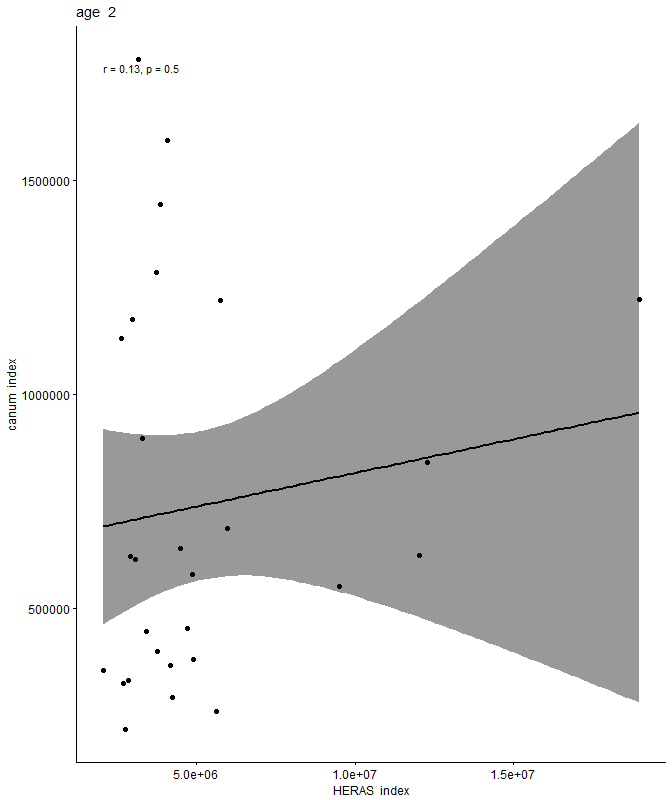 age 2
r = 0.13, p = 0.5
1500000
1000000
500000
canum index
5.0e+06 1.0e+07 1.5e+07
HERAS index